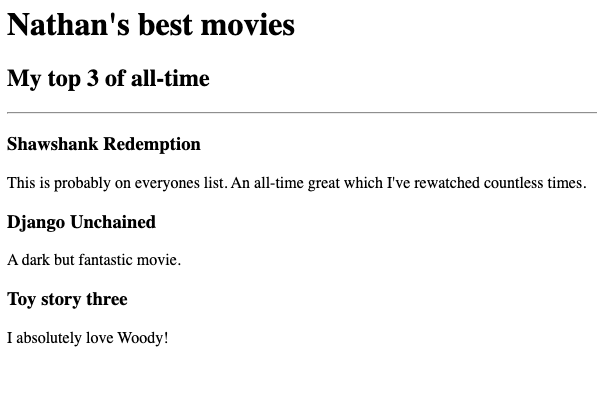 Nathan's best movies
My top 3 of all-time
Shawshank Redemption
This is probably on everyones list. An all-time great which I've rewatched countless times.
Django Unchained
A dark but fantastic movie.
Toy story three
I absolutely love Woody!